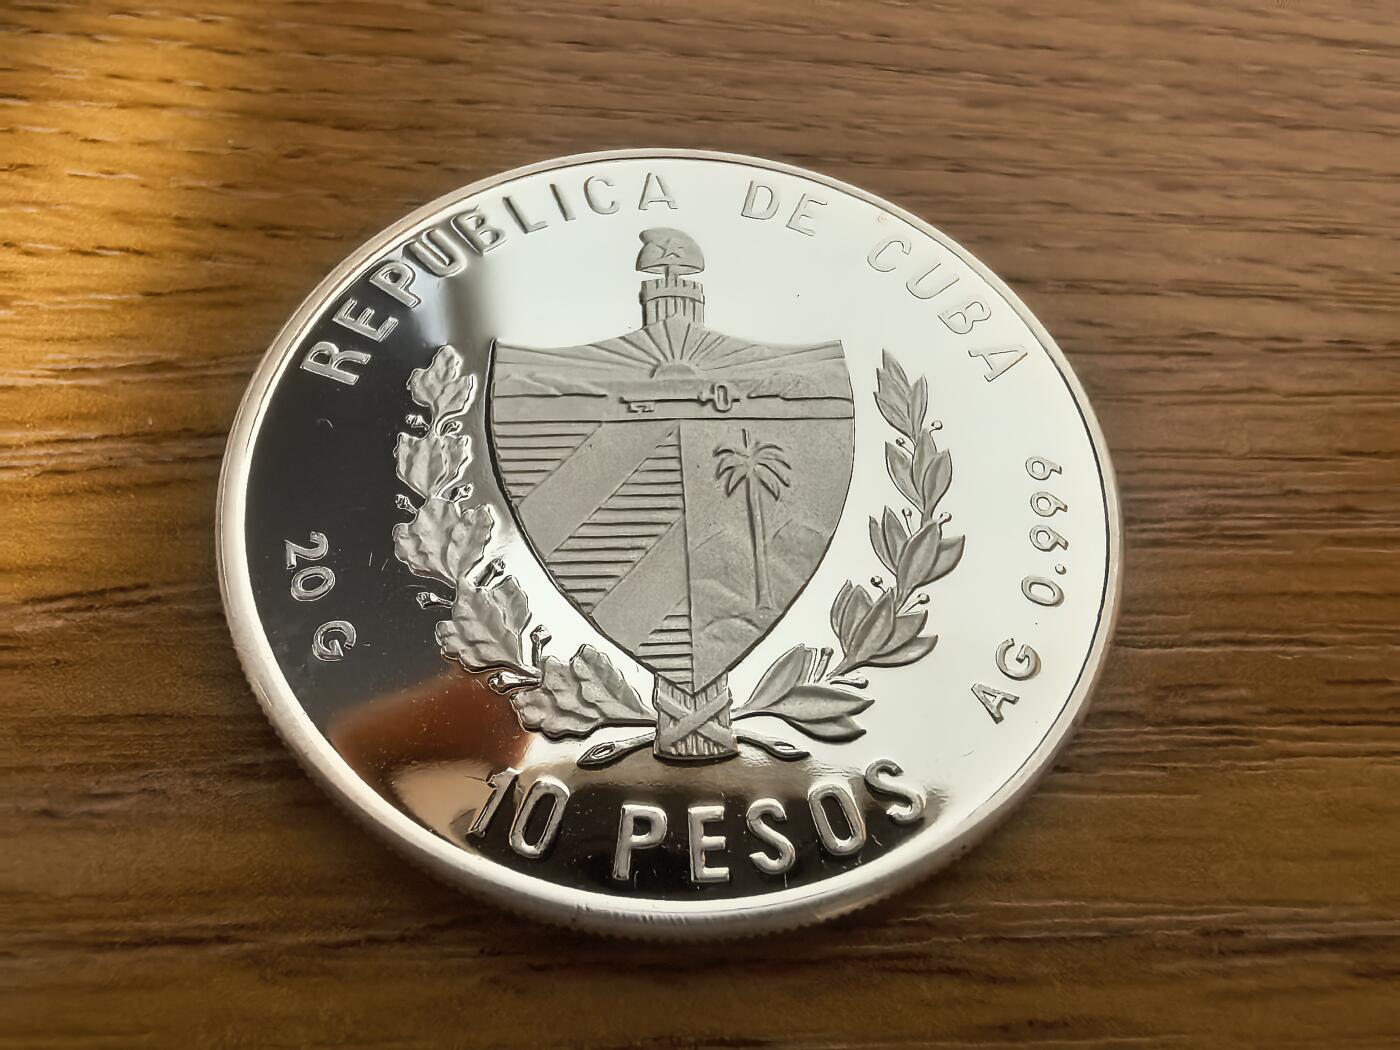 REPUBLICA DE CUBA
20 G
AG 0.999
10 PESOS